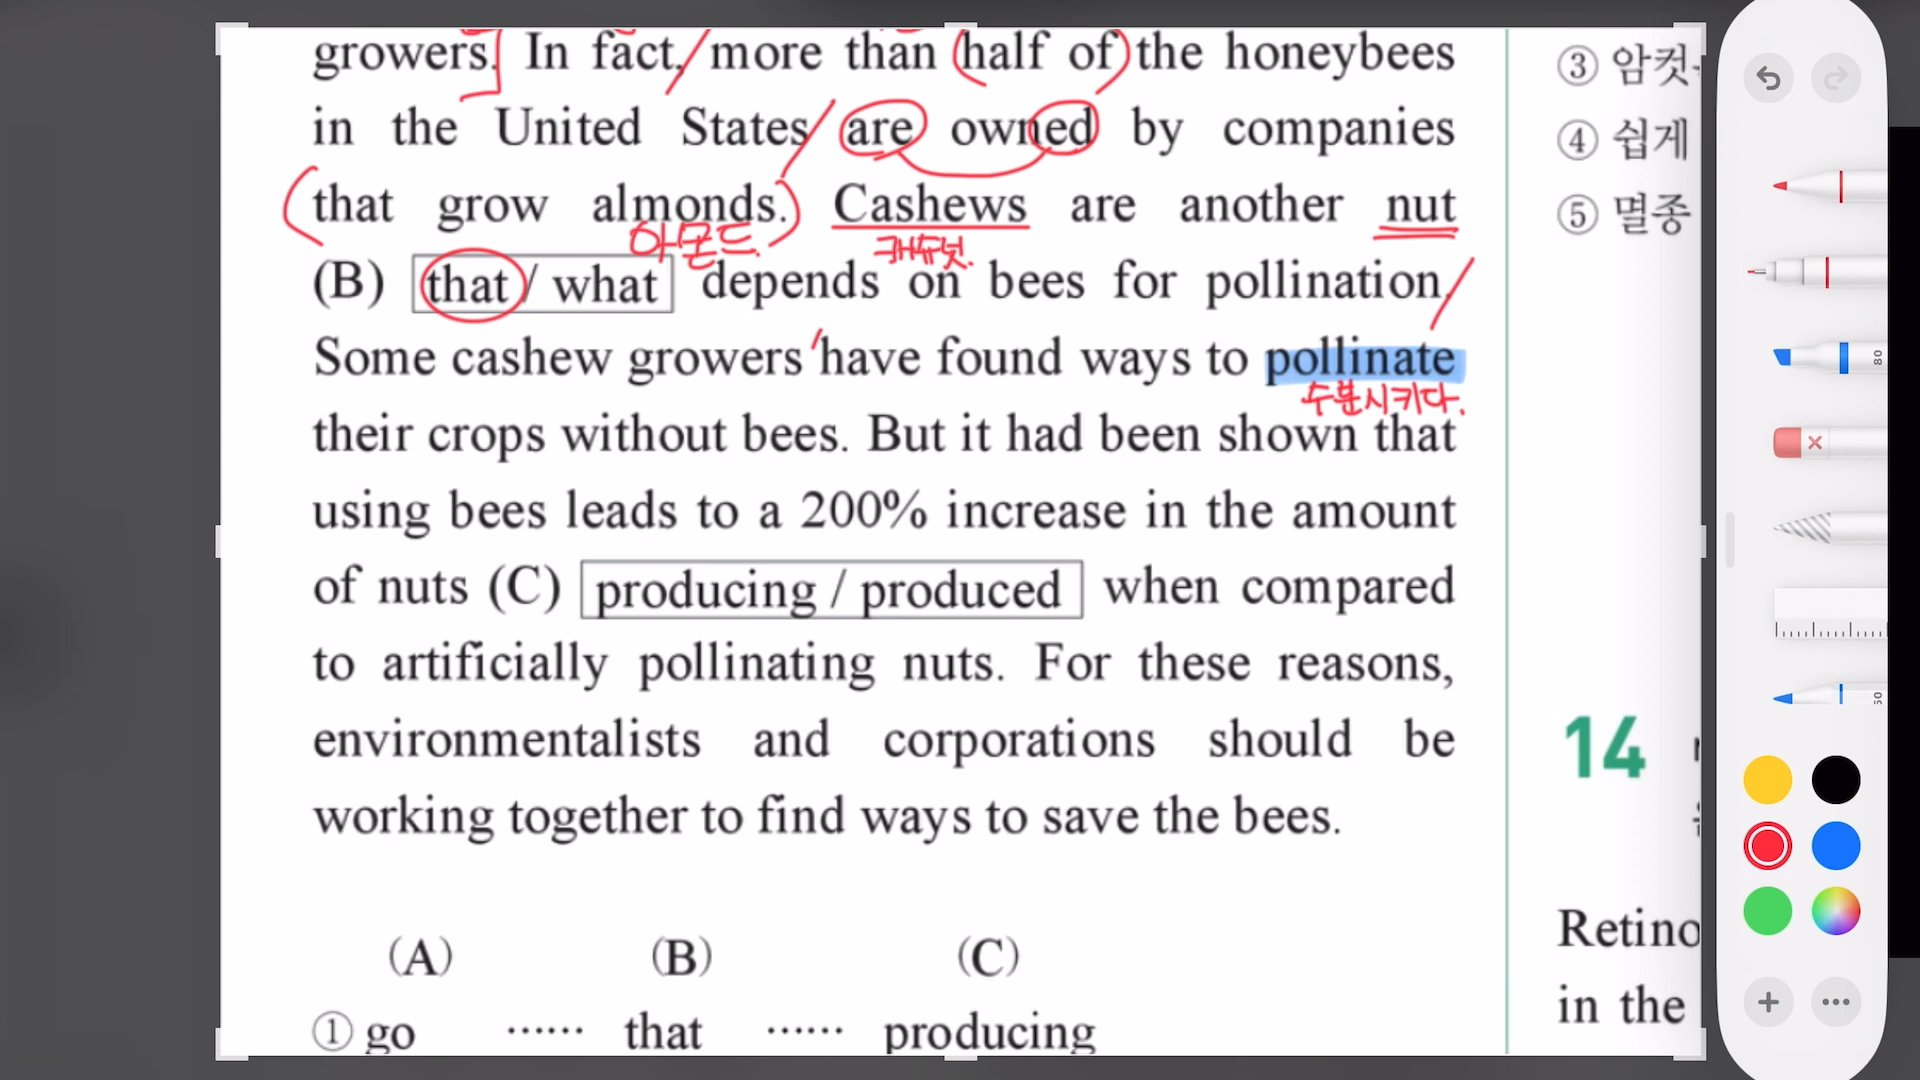 growers. In fact, more than half of the honeybees
in the United States are owned by companies
that grow almonds. Cashews are another nut
아몬드. 캐슈넛.
(B) that / what depends on bees for pollination.
Some cashew growers have found ways to pollinate
수분시키다.
their crops without bees. But it had been shown that
using bees leads to a 200% increase in the amount
of nuts (C) producing / produced when compared
to artificially pollinating nuts. For these reasons,
environmentalists and corporations should be
working together to find ways to save the bees.
(A) (B) (C)
① go ...... that ...... producing
③ 암컷
④ 쉽게
⑤ 멸종
14
Retino
in the
80
50